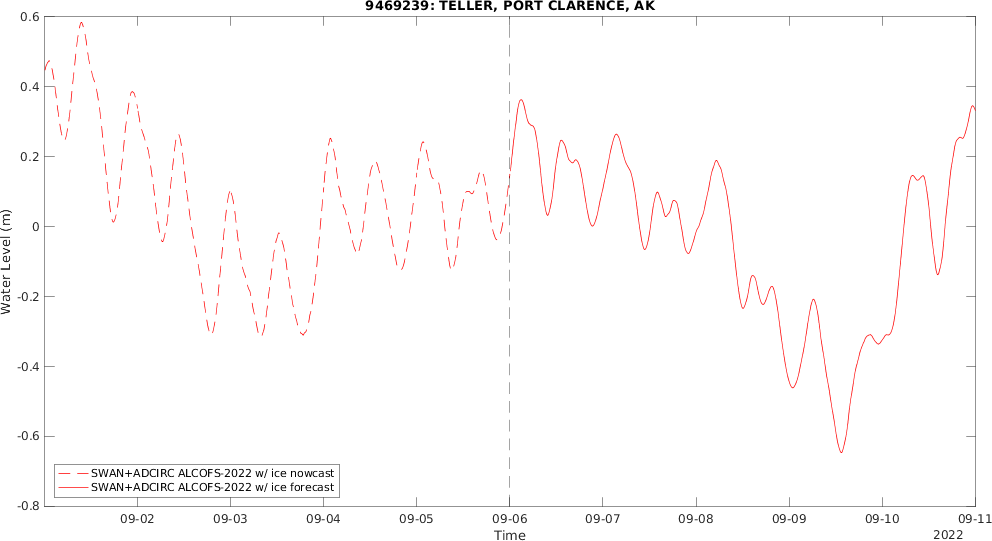 9469239: TELLER, PORT CLARENCE, AK
0.6
0.4
0.2
0
-0.2
-0.4
-0.6
-0.8
Water Level (m)
SWAN+ADCIRC ALCOFS-2022 w/ ice nowcast
SWAN+ADCIRC ALCOFS-2022 w/ ice forecast
09-02 09-03 09-04 09-05 09-06 09-07 09-08 09-09 09-10 09-11
Time
2022